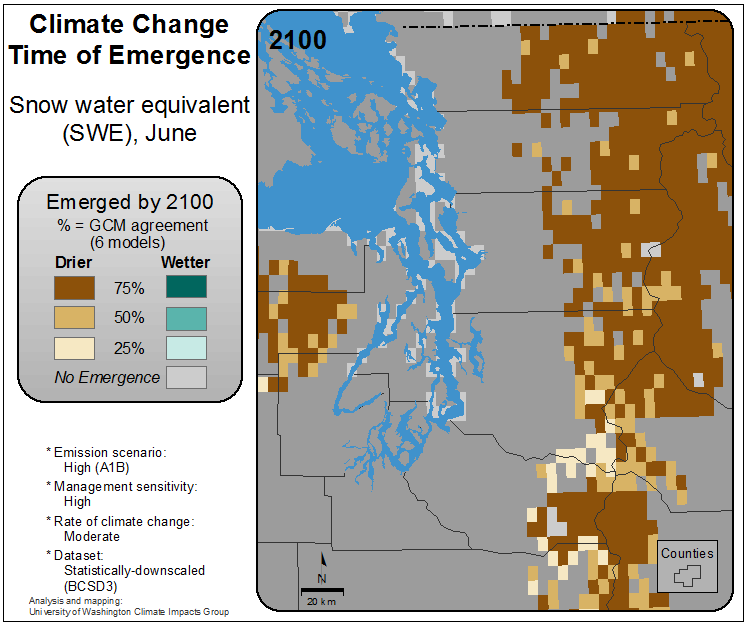 Climate Change
Time of Emergence
Snow water equivalent
(SWE), June
Emerged by 2100
% = GCM agreement
(6 models)
Drier Wetter
75%
50%
25%
No Emergence
* Emission scenario:
High (A1B)
* Management sensitivity:
High
* Rate of climate change:
Moderate
* Dataset:
Statistically-downscaled
(BCSD3)
Analysis and mapping:
University of Washington Climate Impacts Group
2100
N
20 km
Counties